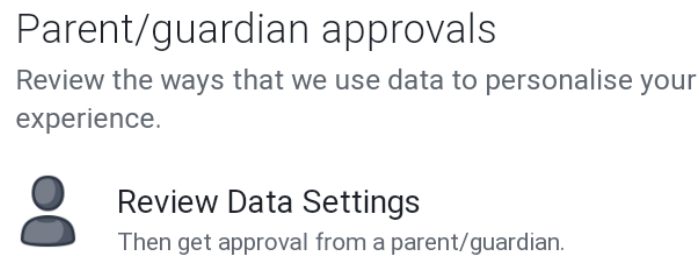 Parent/guardian approvals
Review the ways that we use data to personalise your
experience.
Review Data Settings
Then get approval from a parent/guardian.